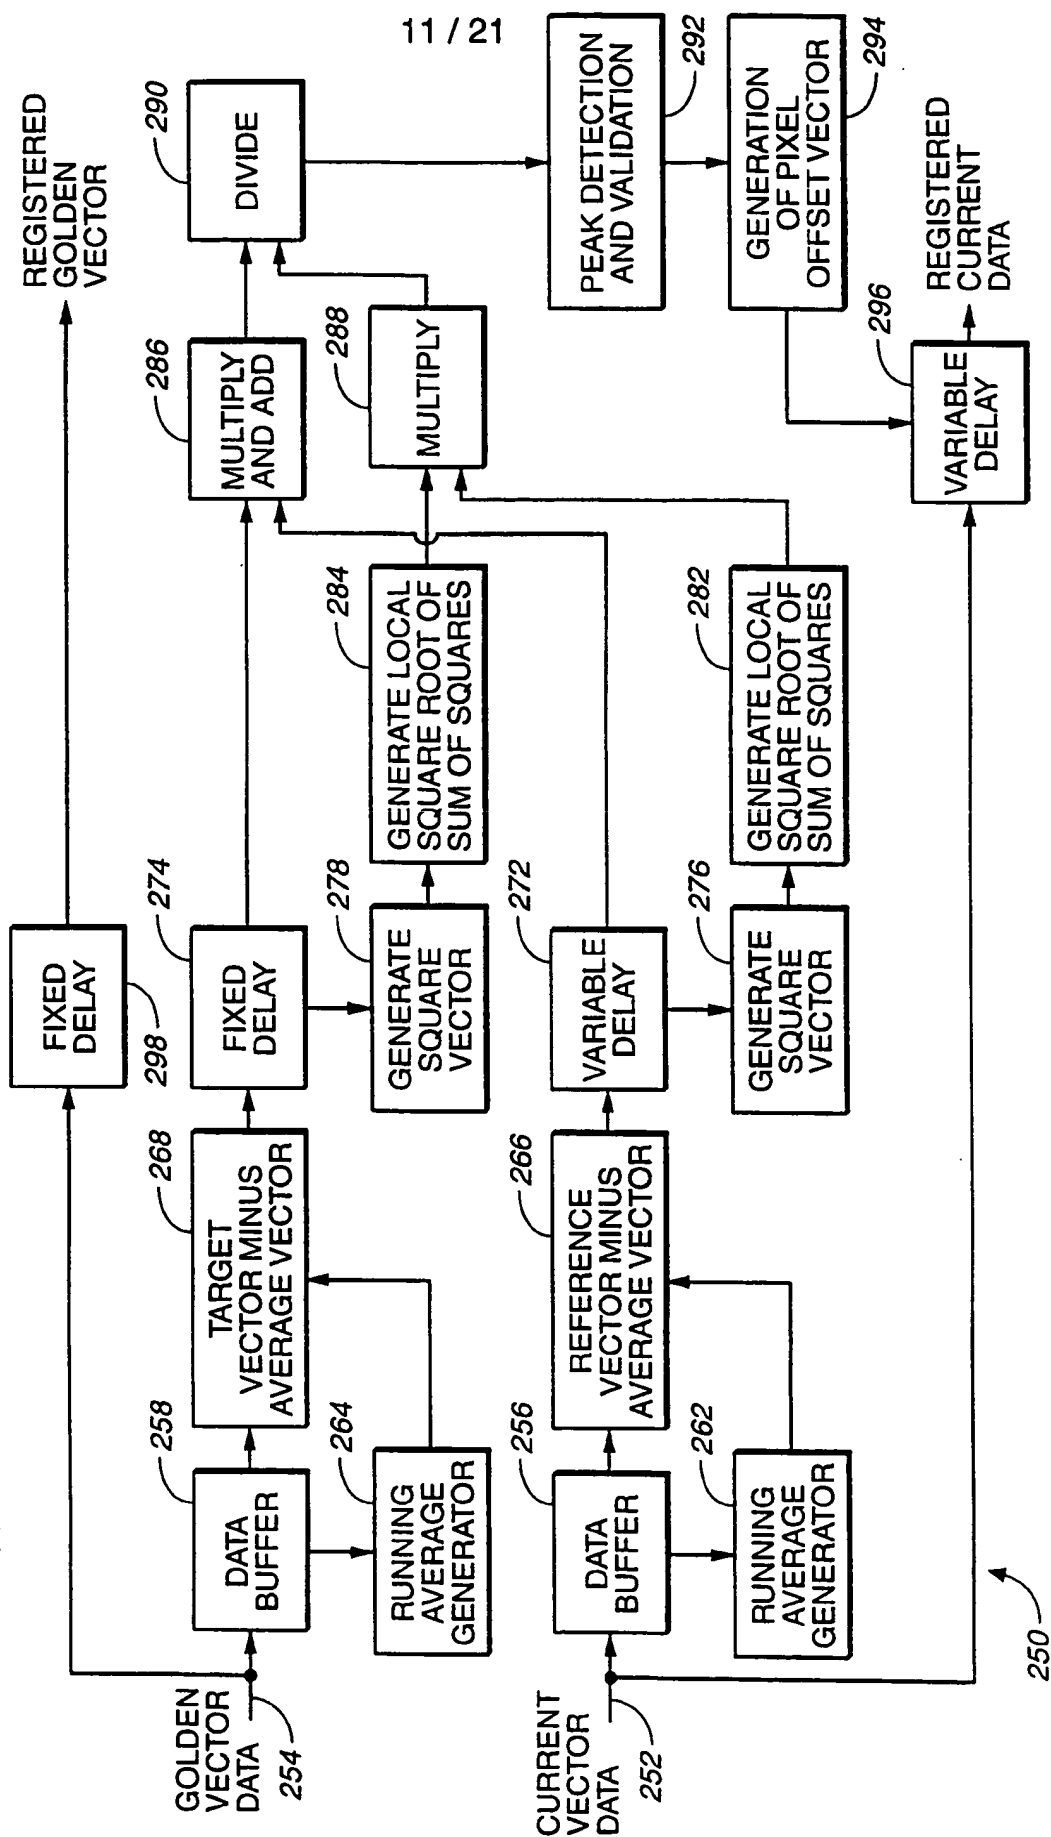 11 / 21
GOLDEN
VECTOR
DATA
254
FIXED
DELAY
298
REGISTERED
GOLDEN
VECTOR
DATA
BUFFER
258
RUNNING
AVERAGE
GENERATOR
264
TARGET
VECTOR MINUS
AVERAGE VECTOR
268
FIXED
DELAY
274
GENERATE
SQUARE
VECTOR
278
GENERATE LOCAL
SQUARE ROOT OF
SUM OF SQUARES
284
MULTIPLY
AND ADD
286
MULTIPLY
288
DIVIDE
290
CURRENT
VECTOR
DATA
252
DATA
BUFFER
256
RUNNING
AVERAGE
GENERATOR
262
REFERENCE
VECTOR MINUS
AVERAGE VECTOR
266
VARIABLE
DELAY
272
GENERATE
SQUARE
VECTOR
276
GENERATE LOCAL
SQUARE ROOT OF
SUM OF SQUARES
282
PEAK DETECTION
AND VALIDATION
292
GENERATION
OF PIXEL
OFFSET VECTOR
294
VARIABLE
DELAY
296
REGISTERED
CURRENT
DATA
250